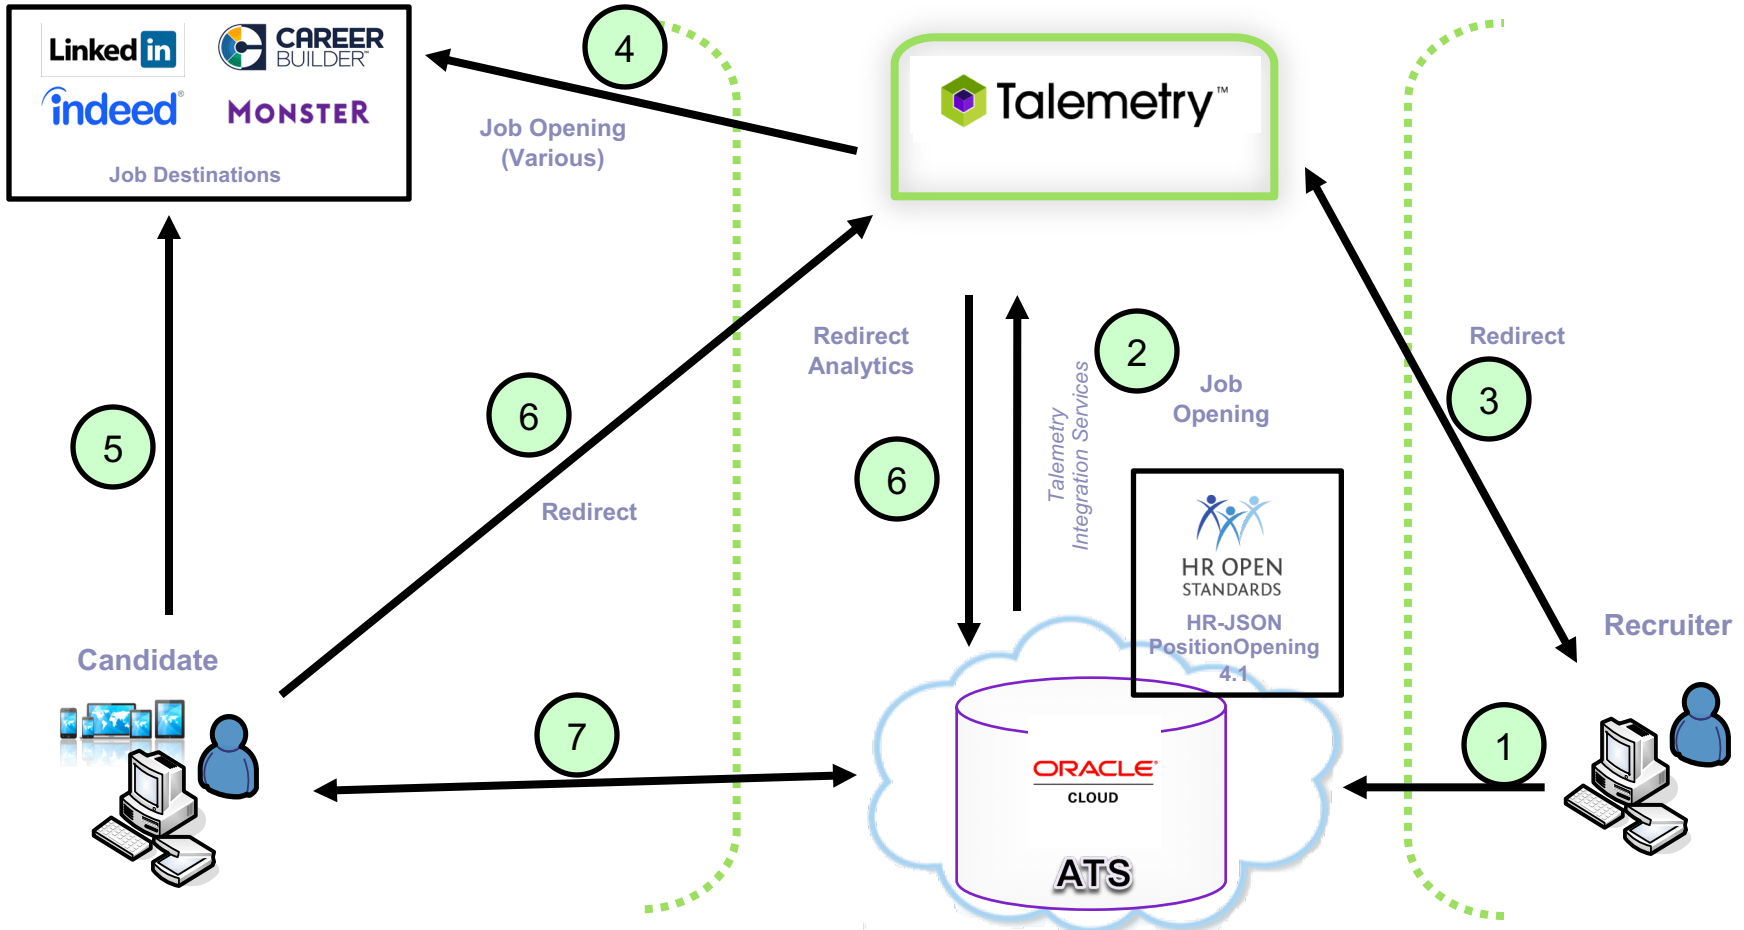 Linked in
CAREER
BUILDER™
indeed®
MONSTER
Job Destinations
4
Job Opening
(Various)
Talemetry™
Redirect
Analytics
2
Job
Opening
Talemetry
Integration Services
Redirect
3
5
6
Redirect
6
HR OPEN
STANDARDS
HR-JSON
PositionOpening
4.1
Candidate
Recruiter
7
1
ORACLE®
CLOUD
ATS